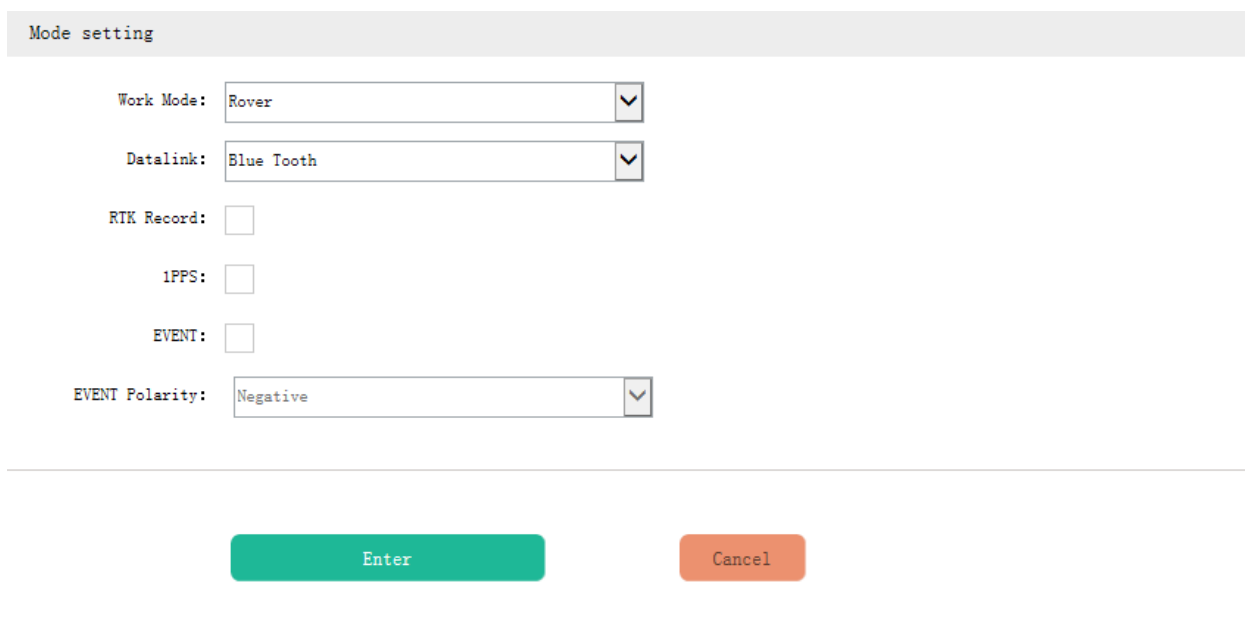 Mode setting
Work Mode: Rover
Datalink: Blue Tooth
RTK Record:
1PPS:
EVENT:
EVENT Polarity: Negative
Enter Cancel